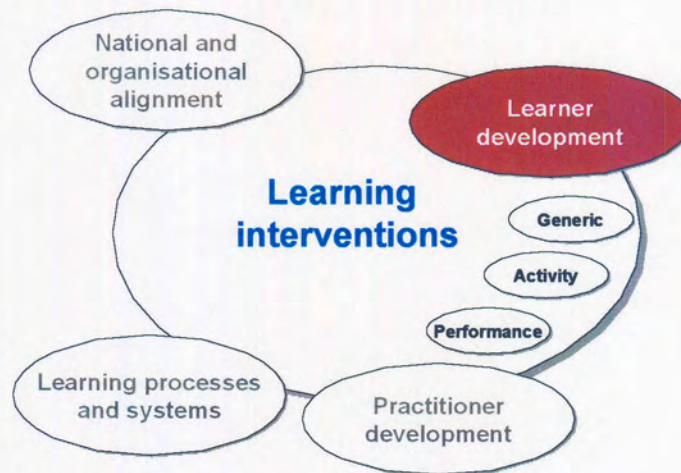 National and
organisational
alignment
Learner
development
Learning
interventions
Generic
Activity
Performance
Learning processes
and systems
Practitioner
development